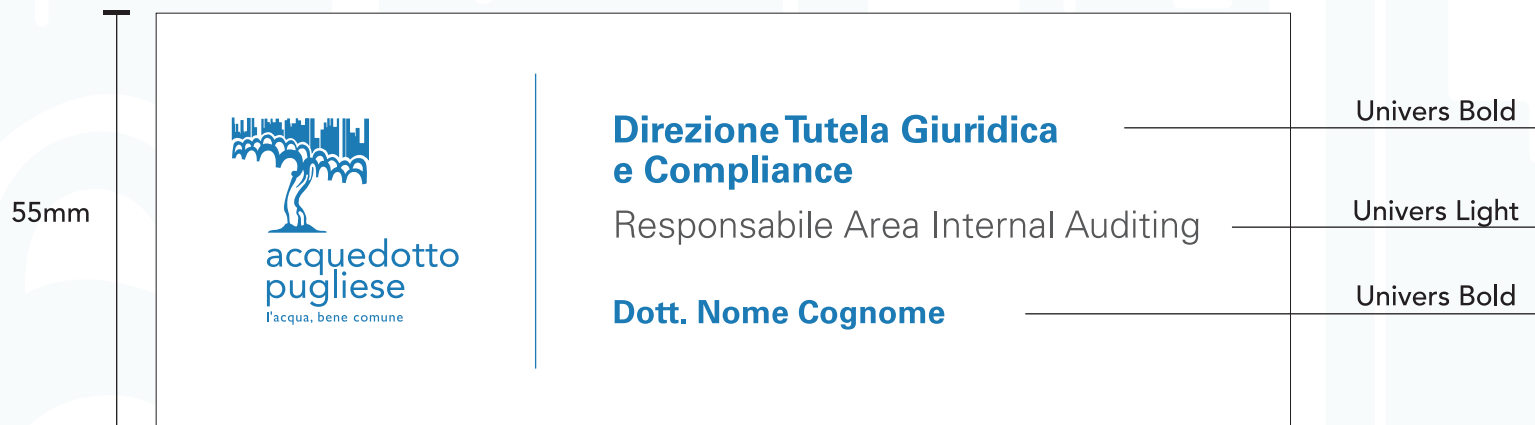 55mm
acquedotto
pugliese
l'acqua, bene comune
Direzione Tutela Giuridica
e Compliance
Responsabile Area Internal Auditing
Dott. Nome Cognome
Univers Bold
Univers Light
Univers Bold